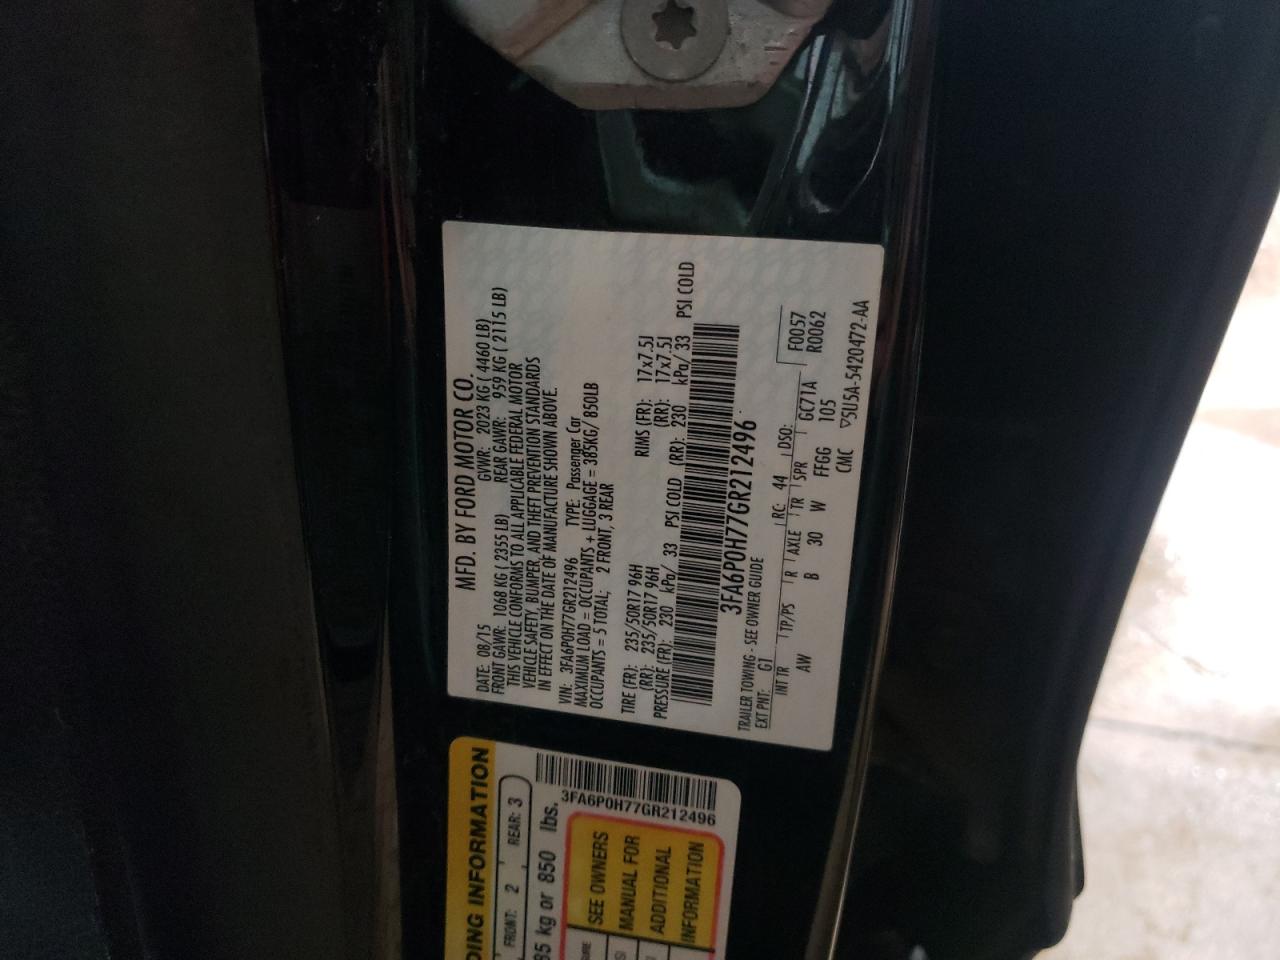 MFD. BY FORD MOTOR CO.
DATE: 08/15 GVWR: 2023 KG ( 4460 LB)
FRONT GAWR: 1068 KG ( 2355 LB) REAR GAWR: 959 KG ( 2115 LB)
THIS VEHICLE CONFORMS TO ALL APPLICABLE FEDERAL MOTOR
VEHICLE SAFETY, BUMPER, AND THEFT PREVENTION STANDARDS
IN EFFECT ON THE DATE OF MANUFACTURE SHOWN ABOVE.
VIN: 3FA6P0H77GR212496 TYPE: Passenger Car
MAXIMUM LOAD = OCCUPANTS + LUGGAGE = 385KG/ 850LB
OCCUPANTS = 5 TOTAL; 2 FRONT, 3 REAR
TIRE (FR): 235/50R17 96H RIMS (FR): 17x7.5J
(RR): 235/50R17 96H (RR): 17x7.5J
PRESSURE (FR): 230 kPa/ 33 PSI COLD (RR): 230 kPa/ 33 PSI COLD
3FA6P0H77GR212496
TRAILER TOWING - SEE OWNER GUIDE
EXT PNT: G1 RC: 44 DSO: F0057
R0062
INT TR TP/PS R AXLE TR SPR GC71A
AW B 30 W FFGG 105
CMC ▽5U5A-5420472-AA
DING INFORMATION
FRONT: 2 REAR: 3
85 kg or 850 lbs.
3FA6P0H77GR212496
SEE OWNERS
MANUAL FOR
ADDITIONAL
INFORMATION